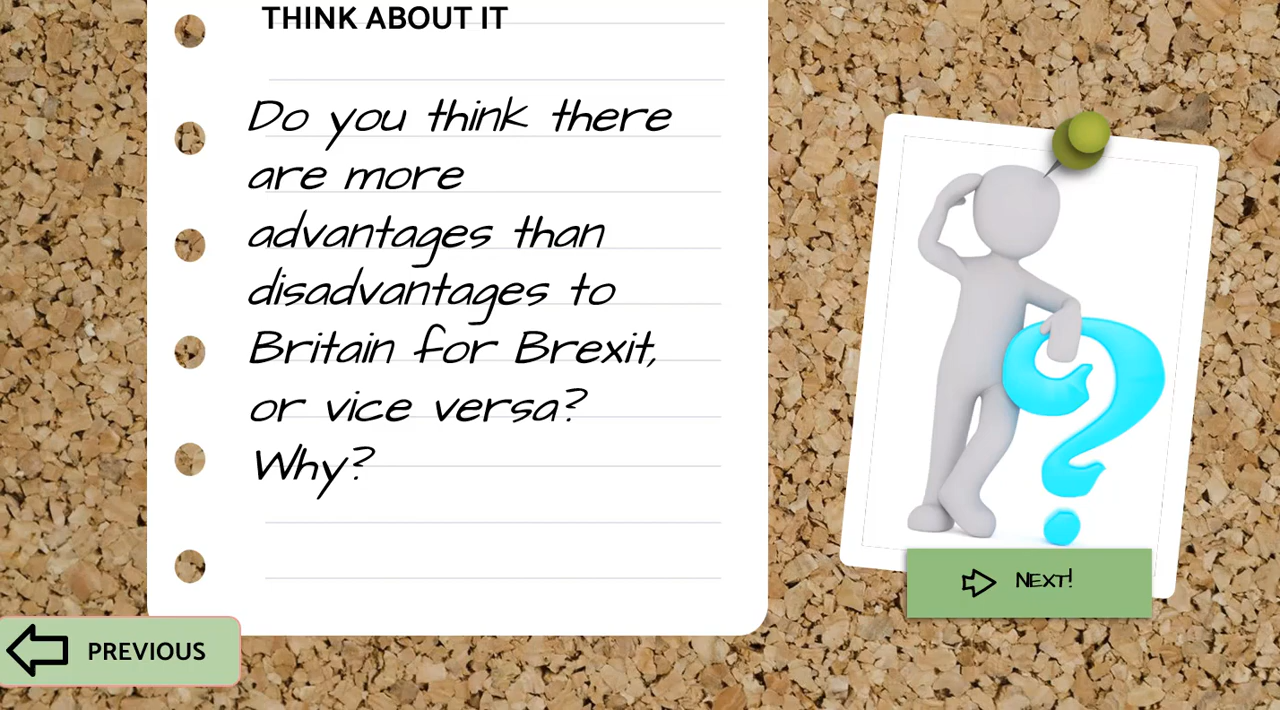 THINK ABOUT IT
Do you think there
are more
advantages than
disadvantages to
Britain for Brexit,
or vice versa?
Why?
NEXT!
PREVIOUS